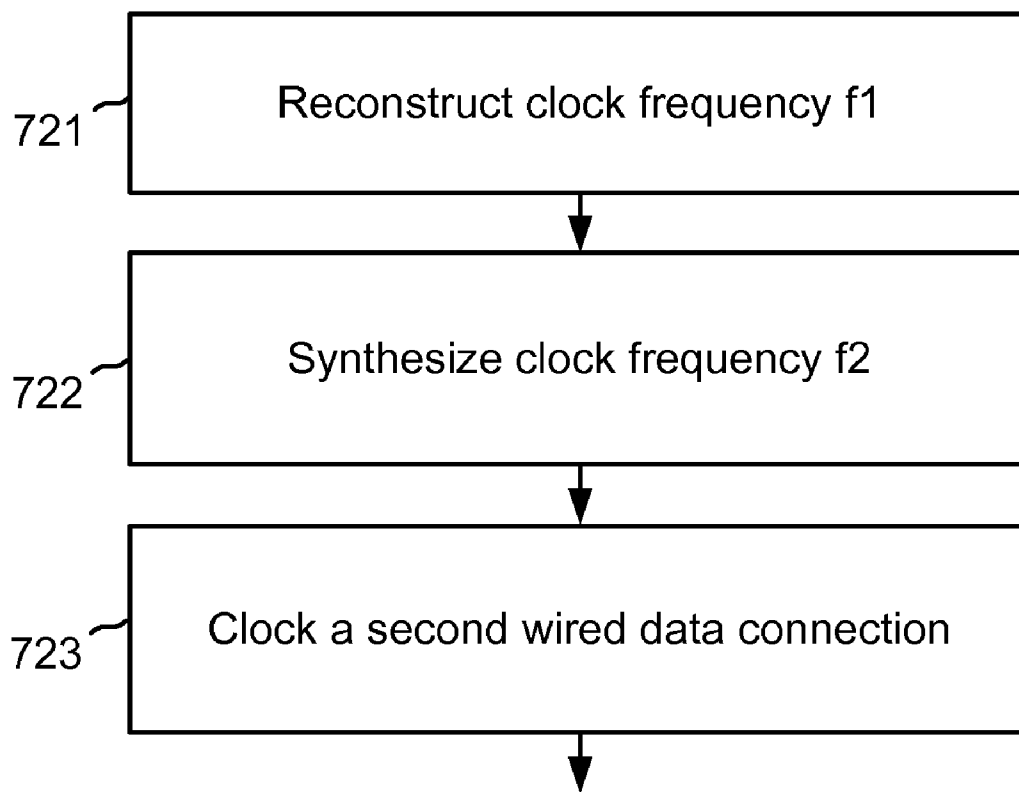 Reconstruct clock frequency f1
721
Synthesize clock frequency f2
722
Clock a second wired data connection
723